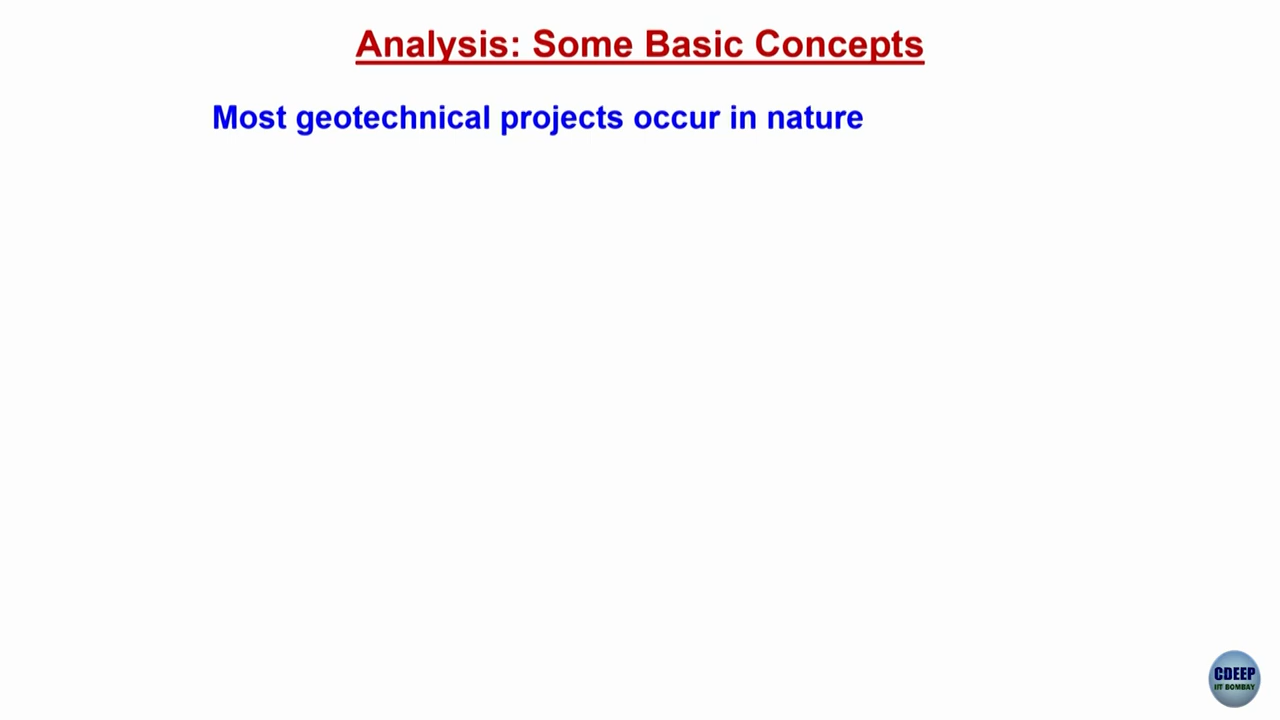 Analysis: Some Basic Concepts
Most geotechnical projects occur in nature
CDEEP
IIT BOMBAY